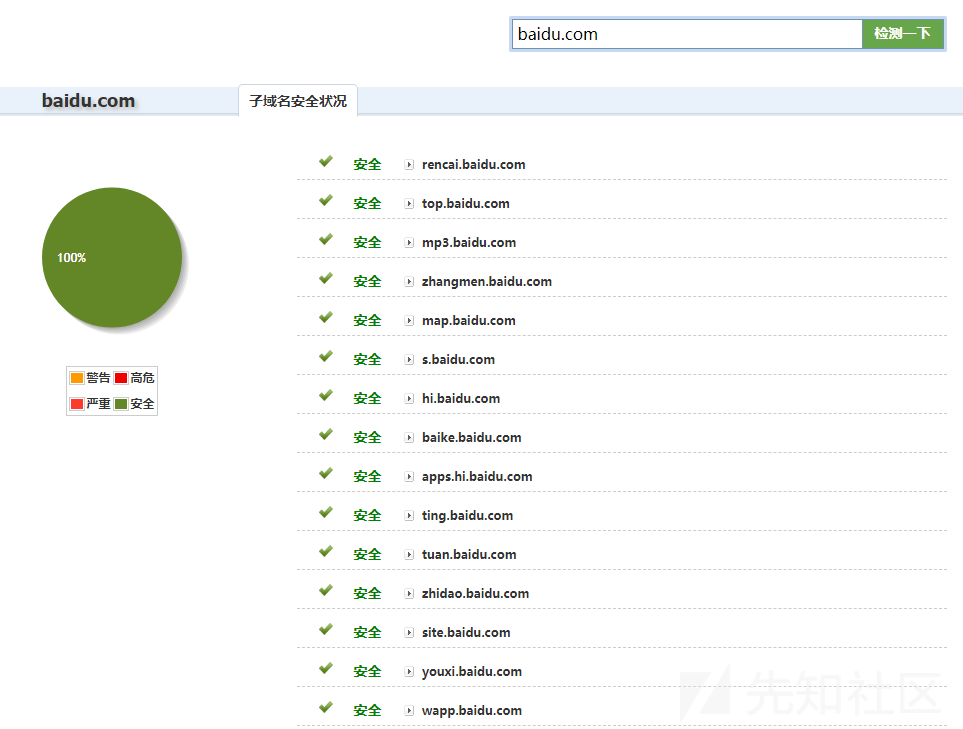 baidu.com 检测一下
baidu.com 子域名安全状况
安全 rencai.baidu.com
安全 top.baidu.com
安全 mp3.baidu.com
安全 zhangmen.baidu.com
安全 map.baidu.com
安全 s.baidu.com
安全 hi.baidu.com
安全 baike.baidu.com
安全 apps.hi.baidu.com
安全 ting.baidu.com
安全 tuan.baidu.com
安全 zhidao.baidu.com
安全 site.baidu.com
安全 youxi.baidu.com
安全 wapp.baidu.com
100%
警告 高危
严重 安全
先知社区